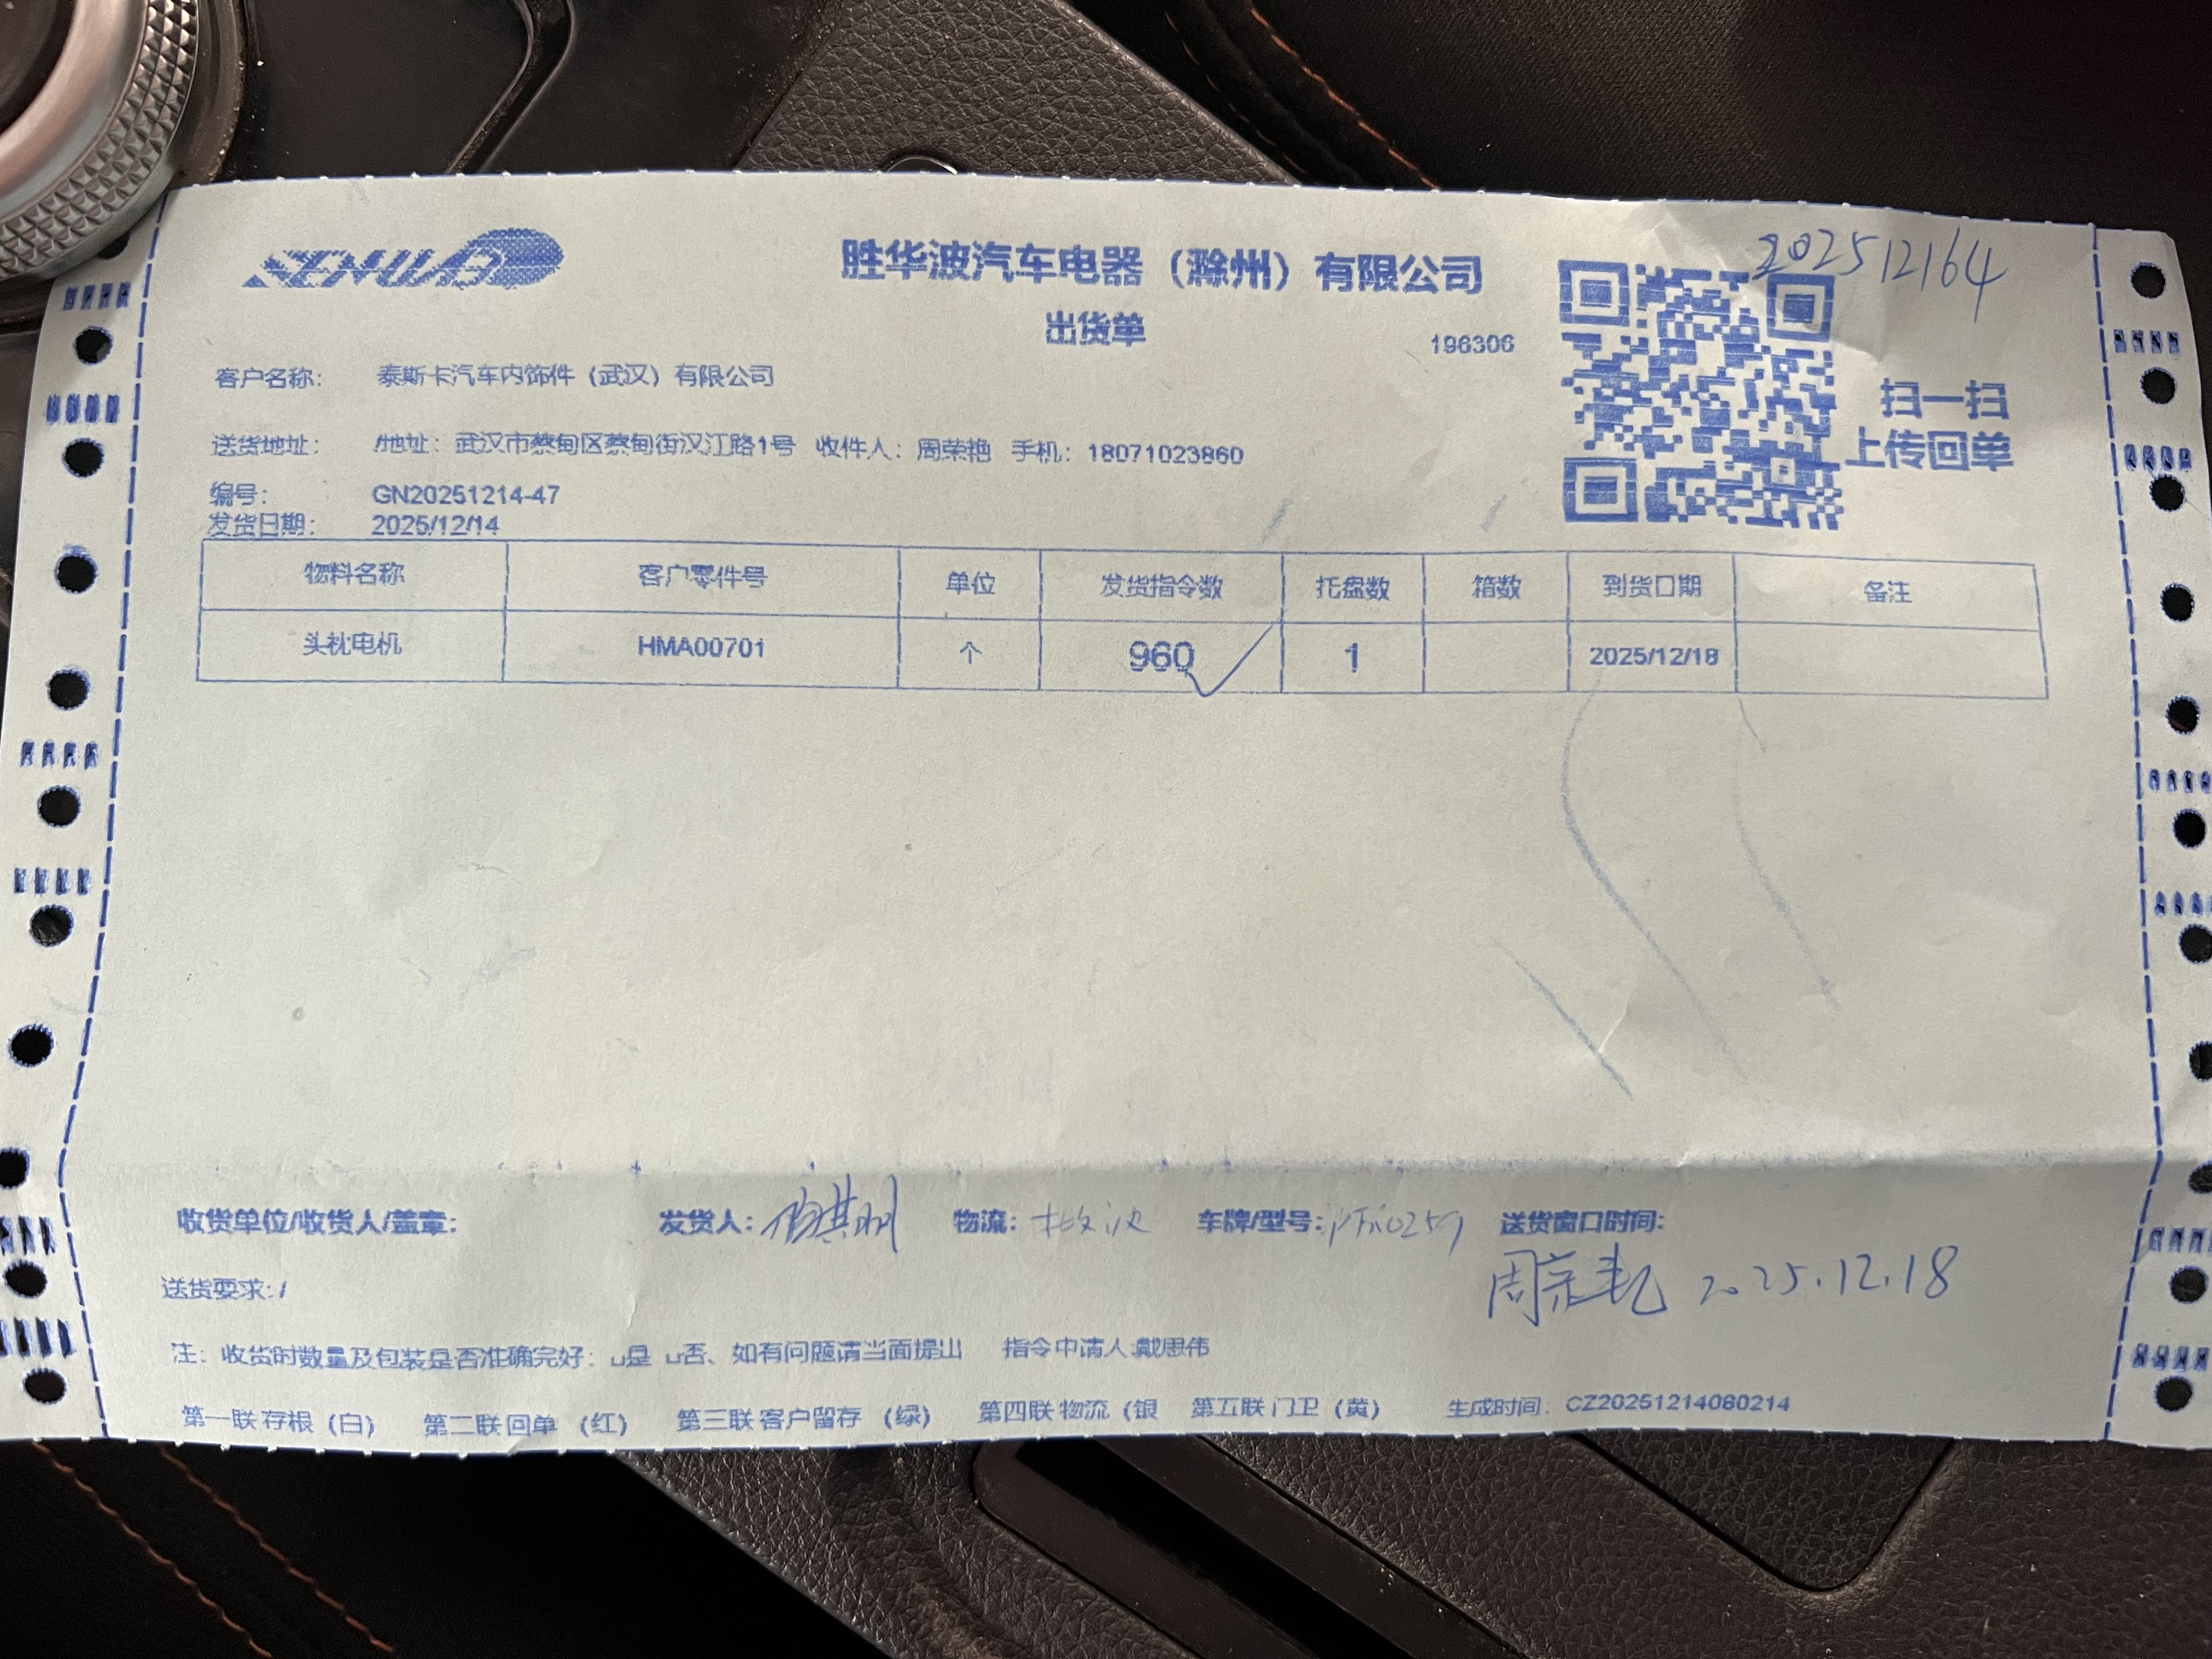 SENWBO
202512164
胜华波汽车电器（滁州）有限公司
出货单
196306
扫一扫
上传回单
客户名称： 泰斯卡汽车内饰件（武汉）有限公司
送货地址： /地址：武汉市蔡甸区蔡甸街汉江路1号 收件人：周荣艳 手机：18071023860
编号： GN20251214-47
发货日期： 2025/12/14
物料名称 客户零件号 单位 发货指令数 托盘数 箱数 到货日期 备注
头枕电机 HMA00701 个 960 1 2025/12/18
收货单位/收货人/盖章： 发货人： 物流： 车牌/型号： 送货窗口时间：
周荣艳 2025.12.18
送货要求：/
注：收货时数量及包装是否准确完好：□是 □否、如有问题请当面提出 指令申请人:戴思伟
第一联存根（白） 第二联回单（红） 第三联客户留存（绿） 第四联物流（银 第五联门卫（黄） 生成时间：CZ20251214080214